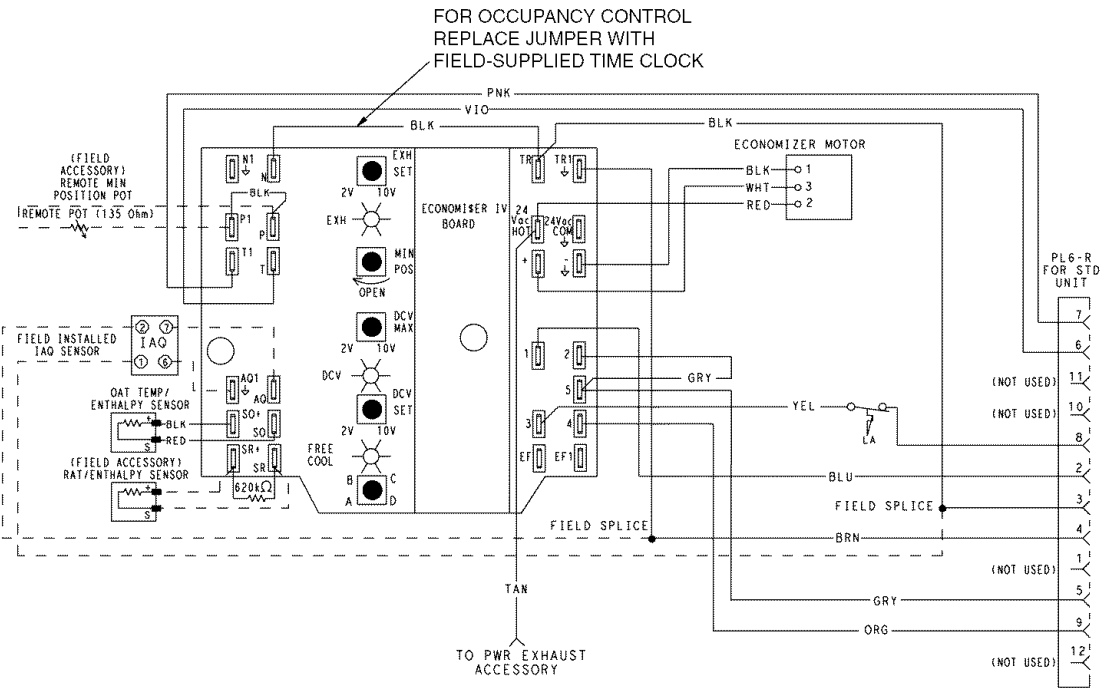 FOR OCCUPANCY CONTROL
REPLACE JUMPER WITH
FIELD-SUPPLIED TIME CLOCK
PNK
VIO
BLK
BLK
(FIELD
ACCESSORY)
REMOTE MIN
POSITION POT
REMOTE POT (135 Ohm)
N1
N
BLK
P1
P
T1
T
EXH
SET
2V 10V
EXH
MIN
POS
OPEN
DCV
MAX
2V 10V
DCV
DCV
SET
2V 10V
FREE
COOL
B C
A D
ECONOMI$ER IV
BOARD
TR
TR1
24
Vac
HOT
24Vac
COM
+
-
1
2
5
3
4
EF
EF1
ECONOMIZER MOTOR
BLK 1
WHT 3
RED 2
FIELD INSTALLED
IAQ SENSOR
2 7
IAQ
1 6
AQ1
AQ
OAT TEMP/
ENTHALPY SENSOR
+
BLK
RED
S
SO+
SO
(FIELD ACCESSORY)
RAT/ENTHALPY SENSOR
+
S
SR+
SR
620kΩ
GRY
YEL
LA
BLU
FIELD SPLICE
FIELD SPLICE
BRN
TAN
GRY
ORG
TO PWR EXHAUST
ACCESSORY
PL6-R
FOR STD
UNIT
7
6
(NOT USED) 11
(NOT USED) 10
8
2
3
4
(NOT USED) 1
5
9
(NOT USED) 12